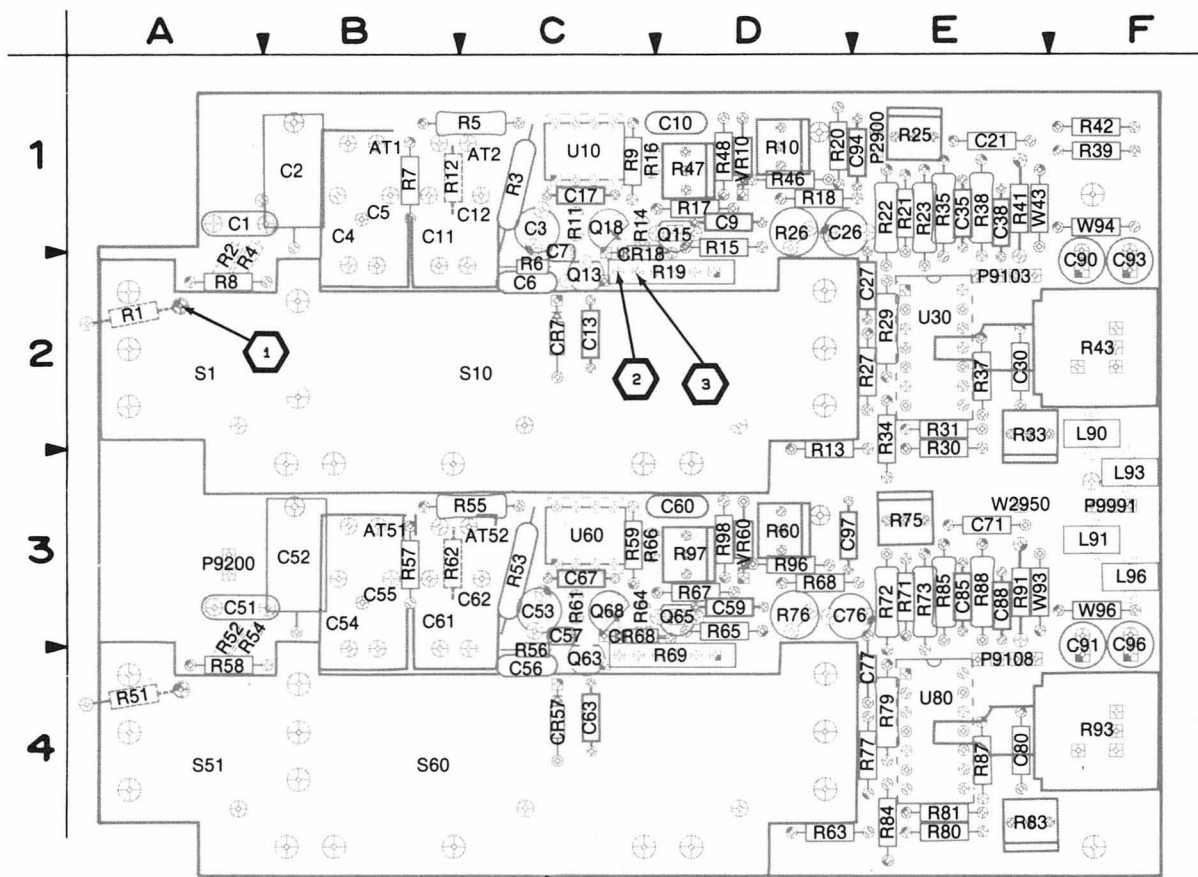 A B C D E F
1
R5 C10 R25 R42
C2 AT1 AT2 U10 R9 R16 R47 R48 VR10 R10 R20 C94 P2900 C21 R39
R7 R12 R3
C5 C12 C17 R46
R17 R18 R22 R21 R23 R35 C35 R38 C38 R41 W43
C1 C4 C11 C3 R11 Q18 R14 Q15 C9 R26 C26 W94
R2 R4 C7 CR18 R15 C90 C93
R8 R6 C6 Q13 R19 C27 P9103
2
R1 1 CR7 C13 2 3 R29 U30 R43
S1 S10 R27 R37 C30
R34 R31 R33 L90
R13 R30
L93
3
R55 C60 R75 W2950 P9991
C52 AT51 AT52 U60 R59 R66 R97 R98 VR60 R60 C97 C71 L91
P9200 R57 R62 R53
C55 C62 C67 R96
R67 R68 R72 R71 R73 R85 C85 R88 C88 R91 W93 L96
C51 C54 C61 C53 R61 Q68 R64 Q65 C59 R76 C76 W96
R52 R54 C57 CR68 R65 C91 C96
R58 R56 C56 Q63 R69 C77 P9108
4
R51 CR57 C63 R79 U80 R93
S51 S60 R77 R87 C80
R84 R81 R83
R63 R80